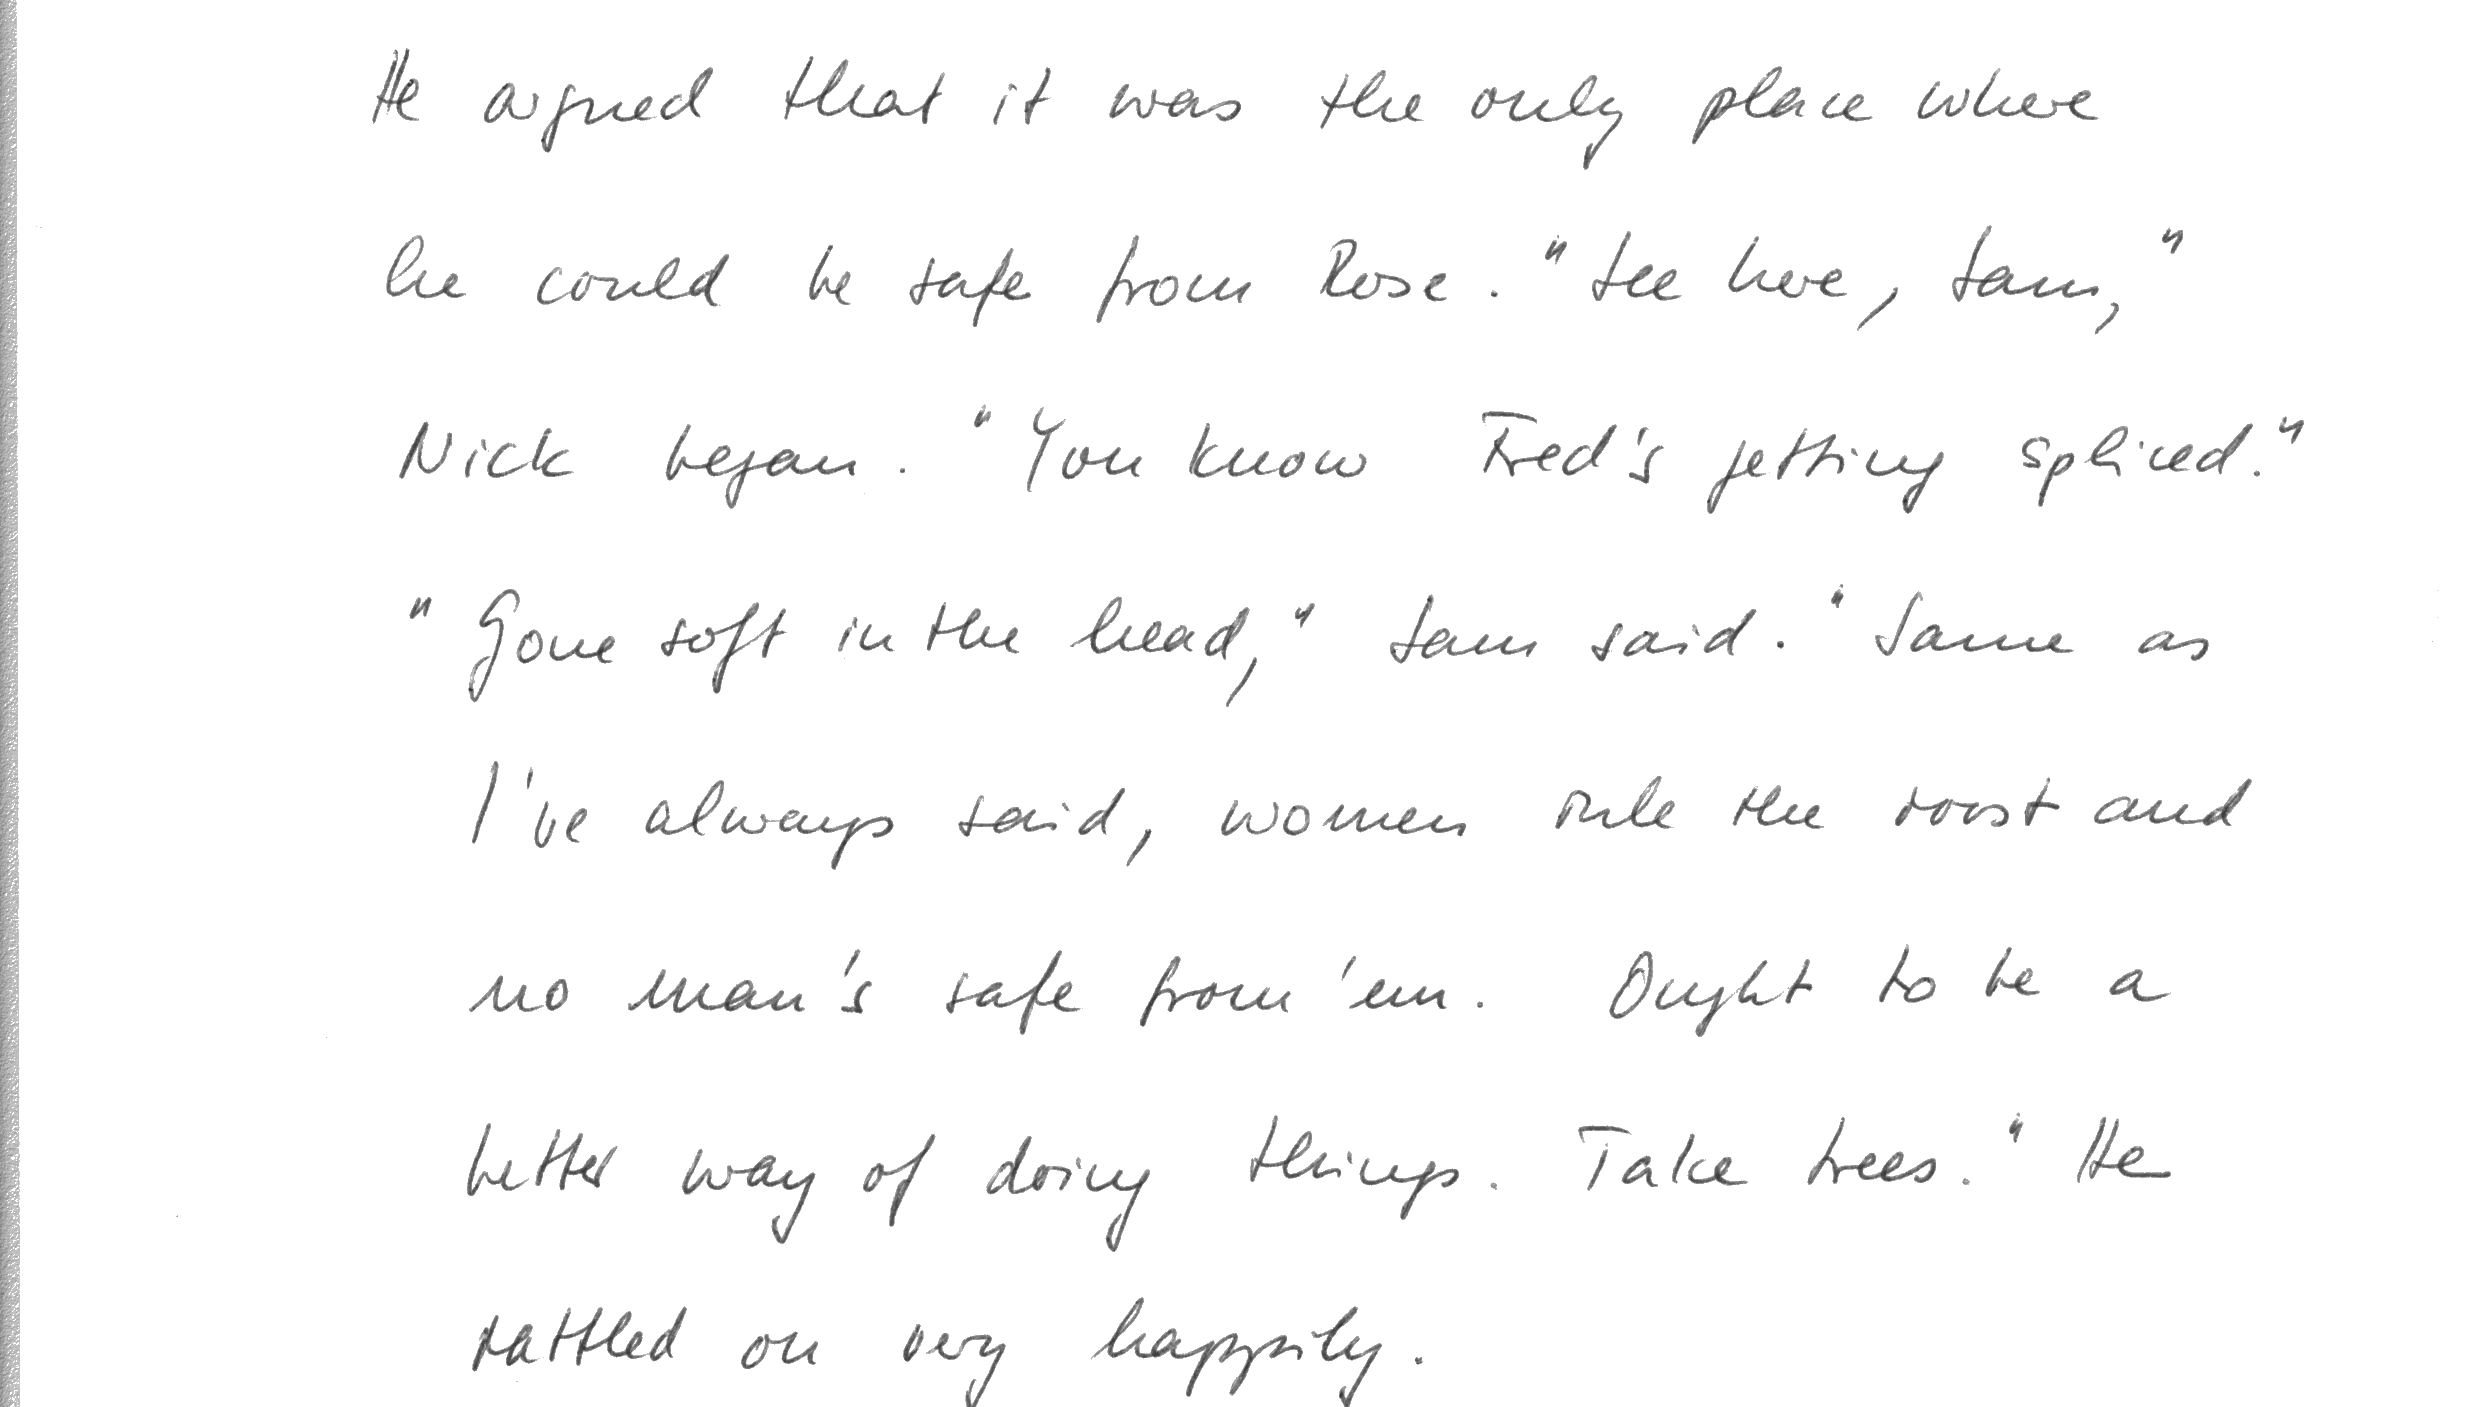 He argued that it was the only place where
he could be safe from Rose. "See here, Sam,"
Nick began. "You know Fred's getting spliced."
"Gone soft in the head," Sam said. "Same as
I've always said, women rule the roost and
no man's safe from 'em. Ought to be a
better way of doing things. Take trees." He
rattled on very happily.